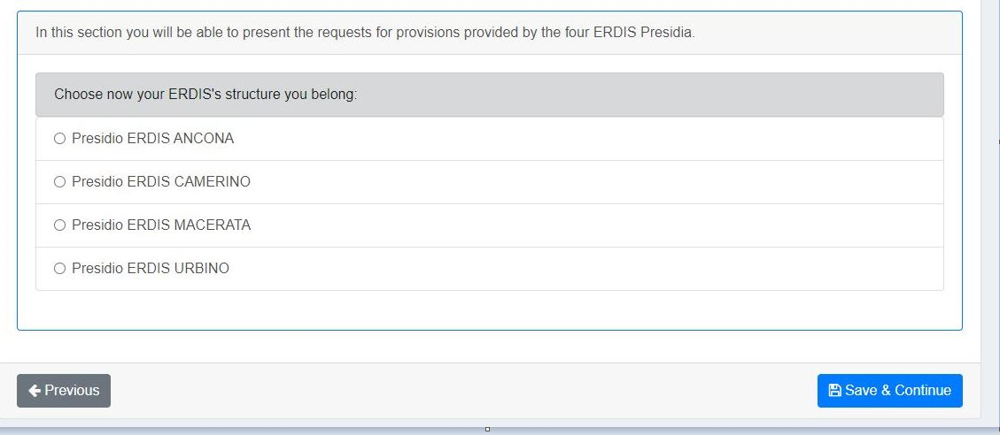 In this section you will be able to present the requests for provisions provided by the four ERDIS Presidia.
Choose now your ERDIS's structure you belong:
Presidio ERDIS ANCONA
Presidio ERDIS CAMERINO
Presidio ERDIS MACERATA
Presidio ERDIS URBINO
Previous
Save & Continue